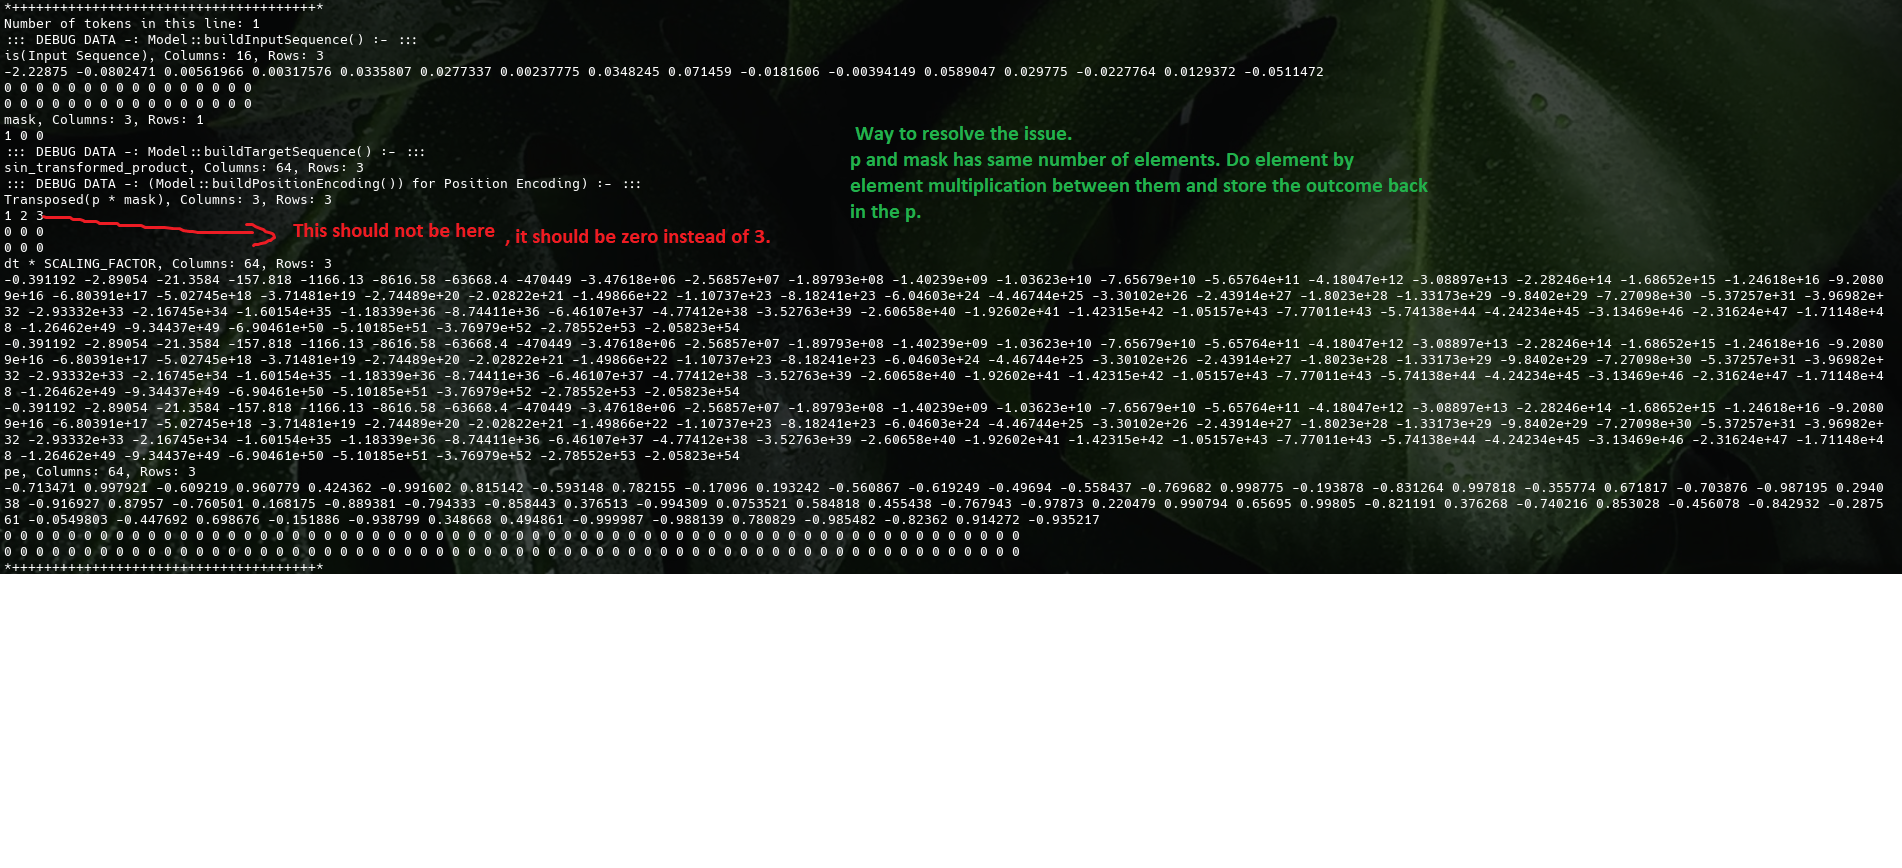 *++++++++++++++++++++++++++++++++++++++*
Number of tokens in this line: 1
::: DEBUG DATA -: Model::buildInputSequence() :- :::
is(Input Sequence), Columns: 16, Rows: 3
-2.22875 -0.0802471 0.00561966 0.00317576 0.0335807 0.0277337 0.00237775 0.0348245 0.071459 -0.0181606 -0.00394149 0.0589047 0.029775 -0.0227764 0.0129372 -0.0511472
0 0 0 0 0 0 0 0 0 0 0 0 0 0 0 0
0 0 0 0 0 0 0 0 0 0 0 0 0 0 0 0
mask, Columns: 3, Rows: 1
1 0 0
::: DEBUG DATA -: Model::buildTargetSequence() :- :::
sin_transformed_product, Columns: 64, Rows: 3
::: DEBUG DATA -: (Model::buildPositionEncoding()) for Position Encoding) :- :::
Transposed(p * mask), Columns: 3, Rows: 3
1 2 3
0 0 0
0 0 0
Way to resolve the issue.
p and mask has same number of elements. Do element by
element multiplication between them and store the outcome back
in the p.
This should not be here , it should be zero instead of 3.
dt * SCALING_FACTOR, Columns: 64, Rows: 3
-0.391192 -2.89054 -21.3584 -157.818 -1166.13 -8616.58 -63668.4 -470449 -3.47618e+06 -2.56857e+07 -1.89793e+08 -1.40239e+09 -1.03623e+10 -7.65679e+10 -5.65764e+11 -4.18047e+12 -3.08897e+13 -2.28246e+14 -1.68652e+15 -1.24618e+16 -9.2080
9e+16 -6.80391e+17 -5.02745e+18 -3.71481e+19 -2.74489e+20 -2.02822e+21 -1.49866e+22 -1.10737e+23 -8.18241e+23 -6.04603e+24 -4.46744e+25 -3.30102e+26 -2.43914e+27 -1.8023e+28 -1.33173e+29 -9.8402e+29 -7.27098e+30 -5.37257e+31 -3.96982e+
32 -2.93332e+33 -2.16745e+34 -1.60154e+35 -1.18339e+36 -8.74411e+36 -6.46107e+37 -4.77412e+38 -3.52763e+39 -2.60658e+40 -1.92602e+41 -1.42315e+42 -1.05157e+43 -7.77011e+43 -5.74138e+44 -4.24234e+45 -3.13469e+46 -2.31624e+47 -1.71148e+4
8 -1.26462e+49 -9.34437e+49 -6.90461e+50 -5.10185e+51 -3.76979e+52 -2.78552e+53 -2.05823e+54
-0.391192 -2.89054 -21.3584 -157.818 -1166.13 -8616.58 -63668.4 -470449 -3.47618e+06 -2.56857e+07 -1.89793e+08 -1.40239e+09 -1.03623e+10 -7.65679e+10 -5.65764e+11 -4.18047e+12 -3.08897e+13 -2.28246e+14 -1.68652e+15 -1.24618e+16 -9.2080
9e+16 -6.80391e+17 -5.02745e+18 -3.71481e+19 -2.74489e+20 -2.02822e+21 -1.49866e+22 -1.10737e+23 -8.18241e+23 -6.04603e+24 -4.46744e+25 -3.30102e+26 -2.43914e+27 -1.8023e+28 -1.33173e+29 -9.8402e+29 -7.27098e+30 -5.37257e+31 -3.96982e+
32 -2.93332e+33 -2.16745e+34 -1.60154e+35 -1.18339e+36 -8.74411e+36 -6.46107e+37 -4.77412e+38 -3.52763e+39 -2.60658e+40 -1.92602e+41 -1.42315e+42 -1.05157e+43 -7.77011e+43 -5.74138e+44 -4.24234e+45 -3.13469e+46 -2.31624e+47 -1.71148e+4
8 -1.26462e+49 -9.34437e+49 -6.90461e+50 -5.10185e+51 -3.76979e+52 -2.78552e+53 -2.05823e+54
-0.391192 -2.89054 -21.3584 -157.818 -1166.13 -8616.58 -63668.4 -470449 -3.47618e+06 -2.56857e+07 -1.89793e+08 -1.40239e+09 -1.03623e+10 -7.65679e+10 -5.65764e+11 -4.18047e+12 -3.08897e+13 -2.28246e+14 -1.68652e+15 -1.24618e+16 -9.2080
9e+16 -6.80391e+17 -5.02745e+18 -3.71481e+19 -2.74489e+20 -2.02822e+21 -1.49866e+22 -1.10737e+23 -8.18241e+23 -6.04603e+24 -4.46744e+25 -3.30102e+26 -2.43914e+27 -1.8023e+28 -1.33173e+29 -9.8402e+29 -7.27098e+30 -5.37257e+31 -3.96982e+
32 -2.93332e+33 -2.16745e+34 -1.60154e+35 -1.18339e+36 -8.74411e+36 -6.46107e+37 -4.77412e+38 -3.52763e+39 -2.60658e+40 -1.92602e+41 -1.42315e+42 -1.05157e+43 -7.77011e+43 -5.74138e+44 -4.24234e+45 -3.13469e+46 -2.31624e+47 -1.71148e+4
8 -1.26462e+49 -9.34437e+49 -6.90461e+50 -5.10185e+51 -3.76979e+52 -2.78552e+53 -2.05823e+54
pe, Columns: 64, Rows: 3
-0.713471 0.997921 -0.609219 0.960779 0.424362 -0.991602 0.815142 -0.593148 0.782155 -0.17096 0.193242 -0.560867 -0.619249 -0.49694 -0.558437 -0.769682 0.998775 -0.193878 -0.831264 0.997818 -0.355774 0.671817 -0.703876 -0.987195 0.2940
38 -0.916927 0.87957 -0.760501 0.168175 -0.889381 -0.794333 -0.858443 0.376513 -0.994309 0.0753521 0.584818 0.455438 -0.767943 -0.97873 0.220479 0.990794 0.65695 0.99805 -0.821191 0.376268 -0.740216 0.853028 -0.456078 -0.842932 -0.2875
61 -0.0549803 -0.447692 0.698676 -0.151886 -0.938799 0.348668 0.494861 -0.999987 -0.988139 0.780829 -0.985482 -0.82362 0.914272 -0.935217
0 0 0 0 0 0 0 0 0 0 0 0 0 0 0 0 0 0 0 0 0 0 0 0 0 0 0 0 0 0 0 0 0 0 0 0 0 0 0 0 0 0 0 0 0 0 0 0 0 0 0 0 0 0 0 0 0 0 0 0 0 0 0 0
0 0 0 0 0 0 0 0 0 0 0 0 0 0 0 0 0 0 0 0 0 0 0 0 0 0 0 0 0 0 0 0 0 0 0 0 0 0 0 0 0 0 0 0 0 0 0 0 0 0 0 0 0 0 0 0 0 0 0 0 0 0 0 0
*++++++++++++++++++++++++++++++++++++++*